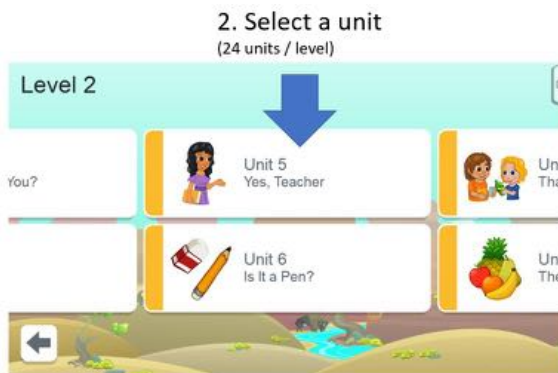 2. Select a unit
(24 units / level)
Level 2
You?
Unit 5
Yes, Teacher
Unit 6
Is It a Pen?